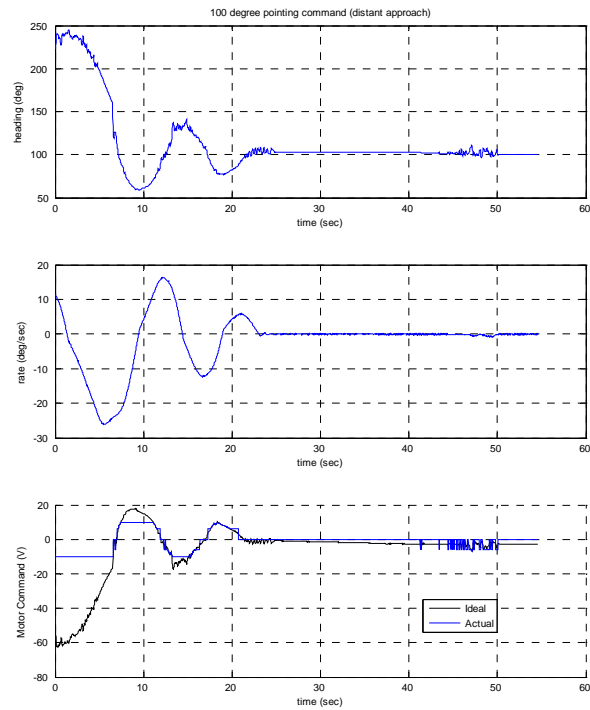 100 degree pointing command (distant approach)
250
200
150
100
50
heading (deg)
0 10 20 30 40 50 60
time (sec)
20
10
0
-10
-20
-30
rate (deg/sec)
0 10 20 30 40 50 60
time (sec)
20
0
-20
-40
-60
-80
Motor Command (V)
Ideal
Actual
0 10 20 30 40 50 60
time (sec)